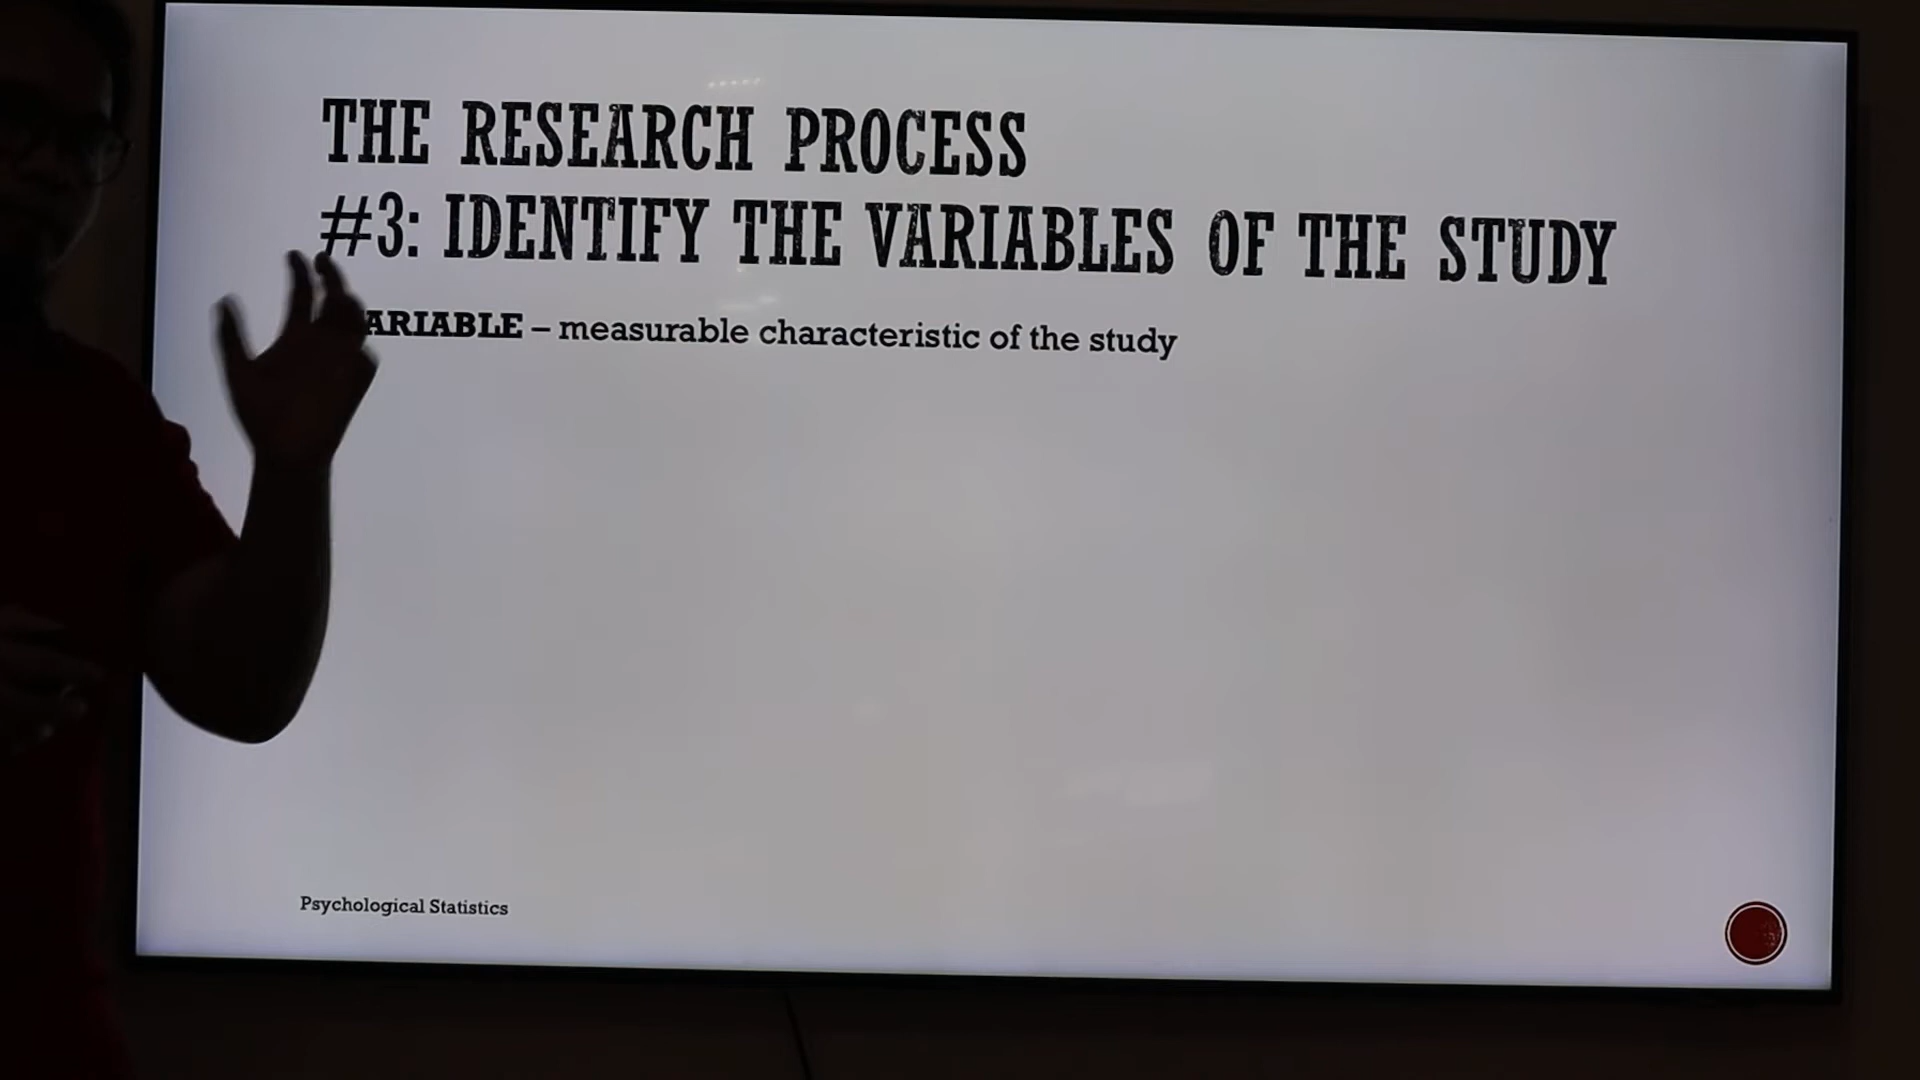 THE RESEARCH PROCESS
#3: IDENTIFY THE VARIABLES OF THE STUDY
ARIABLE – measurable characteristic of the study
Psychological Statistics